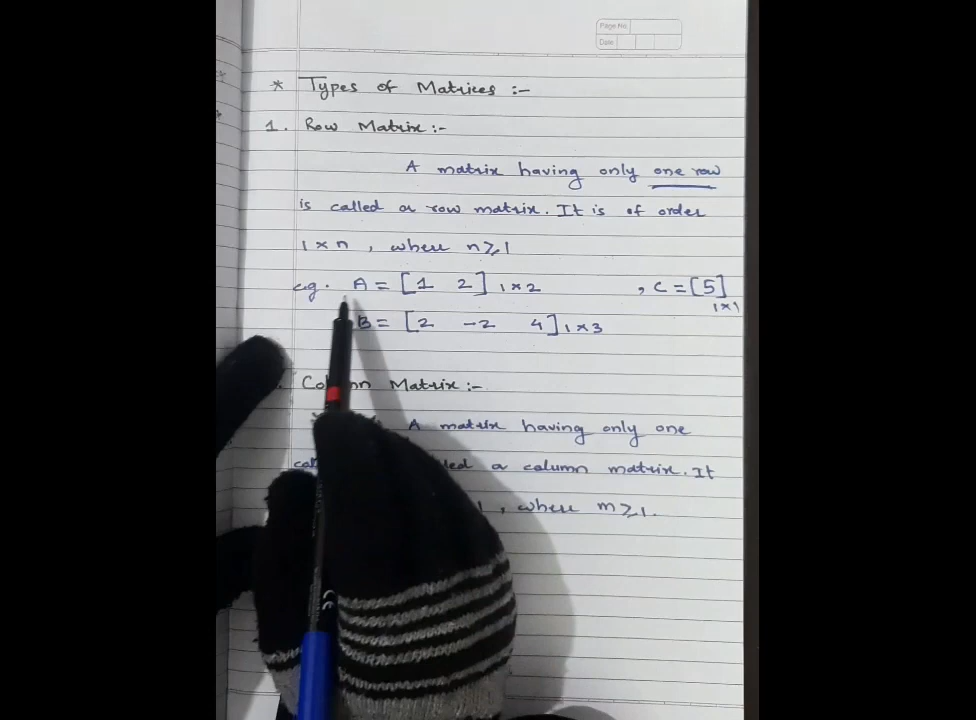 Page No.
Date
* Types of Matrices :-
1. Row Matrix :-
A matrix having only one row
is called a row matrix. It is of order
1 × n , where n ≥ 1
eg. A = [1 2] 1×2 , C = [5] 1×1
B = [2 -2 4] 1×3
Matrix :-
A matrix having only one
a column matrix. It
, where m ≥ 1.